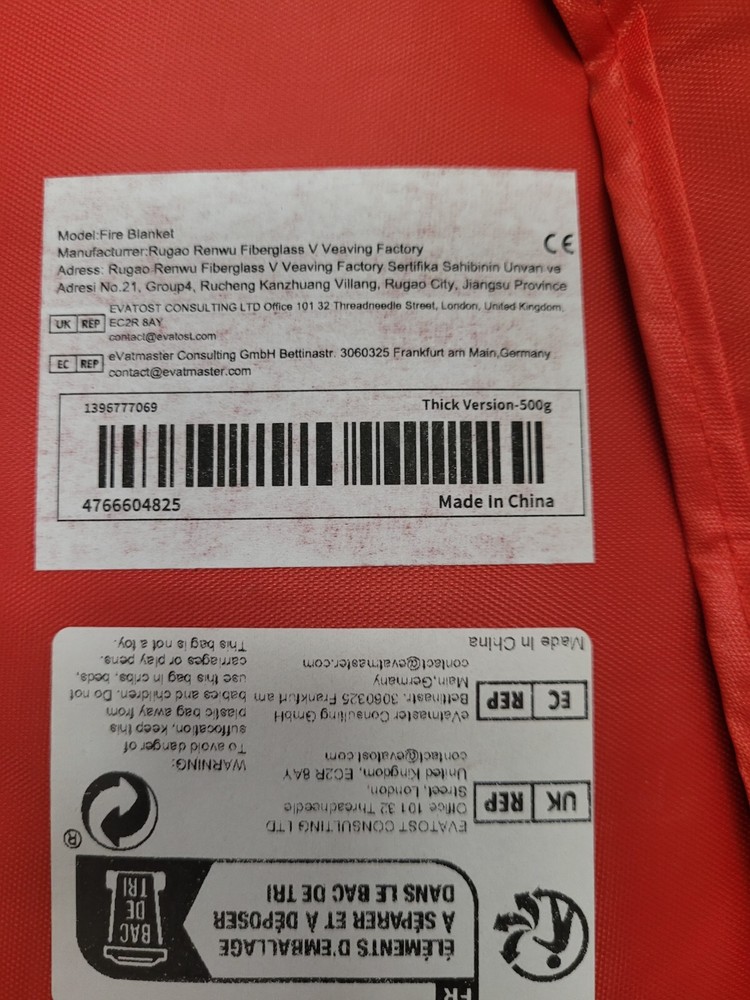 Model:Fire Blanket
Manufacturrer:Rugao Renwu Fiberglass V Veaving Factory
CE
Adress: Rugao Renwu Fiberglass V Veaving Factory Sertifika Sahibinin Unvan ve
Adresi No.21, Group4, Rucheng Kanzhuang Villang, Rugao City, Jiangsu Province
UK REP
EVATOST CONSULTING LTD Office 101 32 Threadneedle Street, London, United Kingdom,
EC2R 8AY
contact@evatost.com
EC REP
eVatmaster Consulting GmbH Bettinastr. 3060325 Frankfurt am Main,Germany
contact@evatmaster.com
1396777069
Thick Version-500g
4766604825
Made In China
FR
ÉLÉMENTS D'EMBALLAGE
À SÉPARER ET À DÉPOSER
DANS LE BAC DE TRI
BAC
DE
TRI
®
UK REP
EVATOST CONSULTING LTD
Office 101 32 Threadneedle
Street, London,
United Kingdom, EC2R 8AY
contact@evatost.com
EC REP
eVatmaster Consulting GmbH
Bettinastr. 3060325 Frankfurt am
Main,Germany
contact@evatmaster.com
Made In China
WARNING:
To avoid danger of
suffocation, keep this
plastic bag away from
babies and children. Do not
use this bag in cribs, beds,
carriages or play pens.
This bag is not a toy.